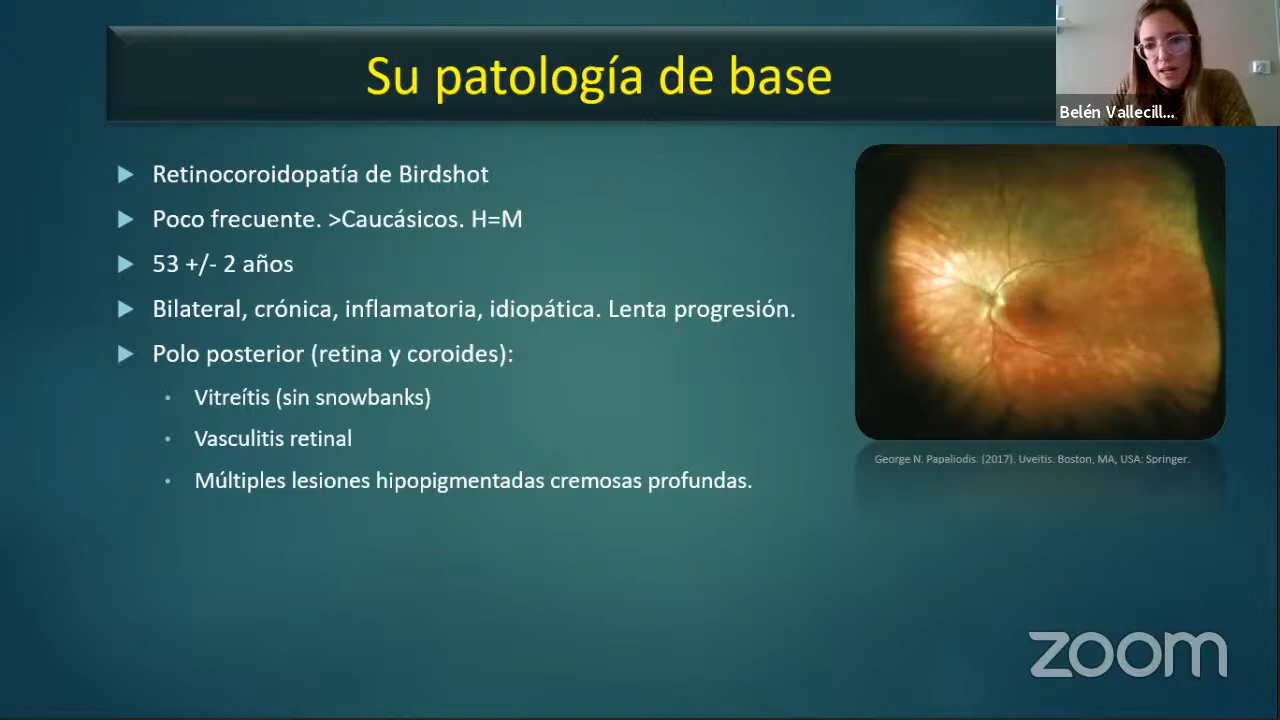 Su patología de base
Belén Vallecill...
Retinocoroidopatía de Birdshot
Poco frecuente. >Caucásicos. H=M
53 +/- 2 años
Bilateral, crónica, inflamatoria, idiopática. Lenta progresión.
Polo posterior (retina y coroides):
Vitreítis (sin snowbanks)
Vasculitis retinal
Múltiples lesiones hipopigmentadas cremosas profundas.
George N. Papaliodis. (2017). Uveitis. Boston, MA, USA: Springer.
zoom